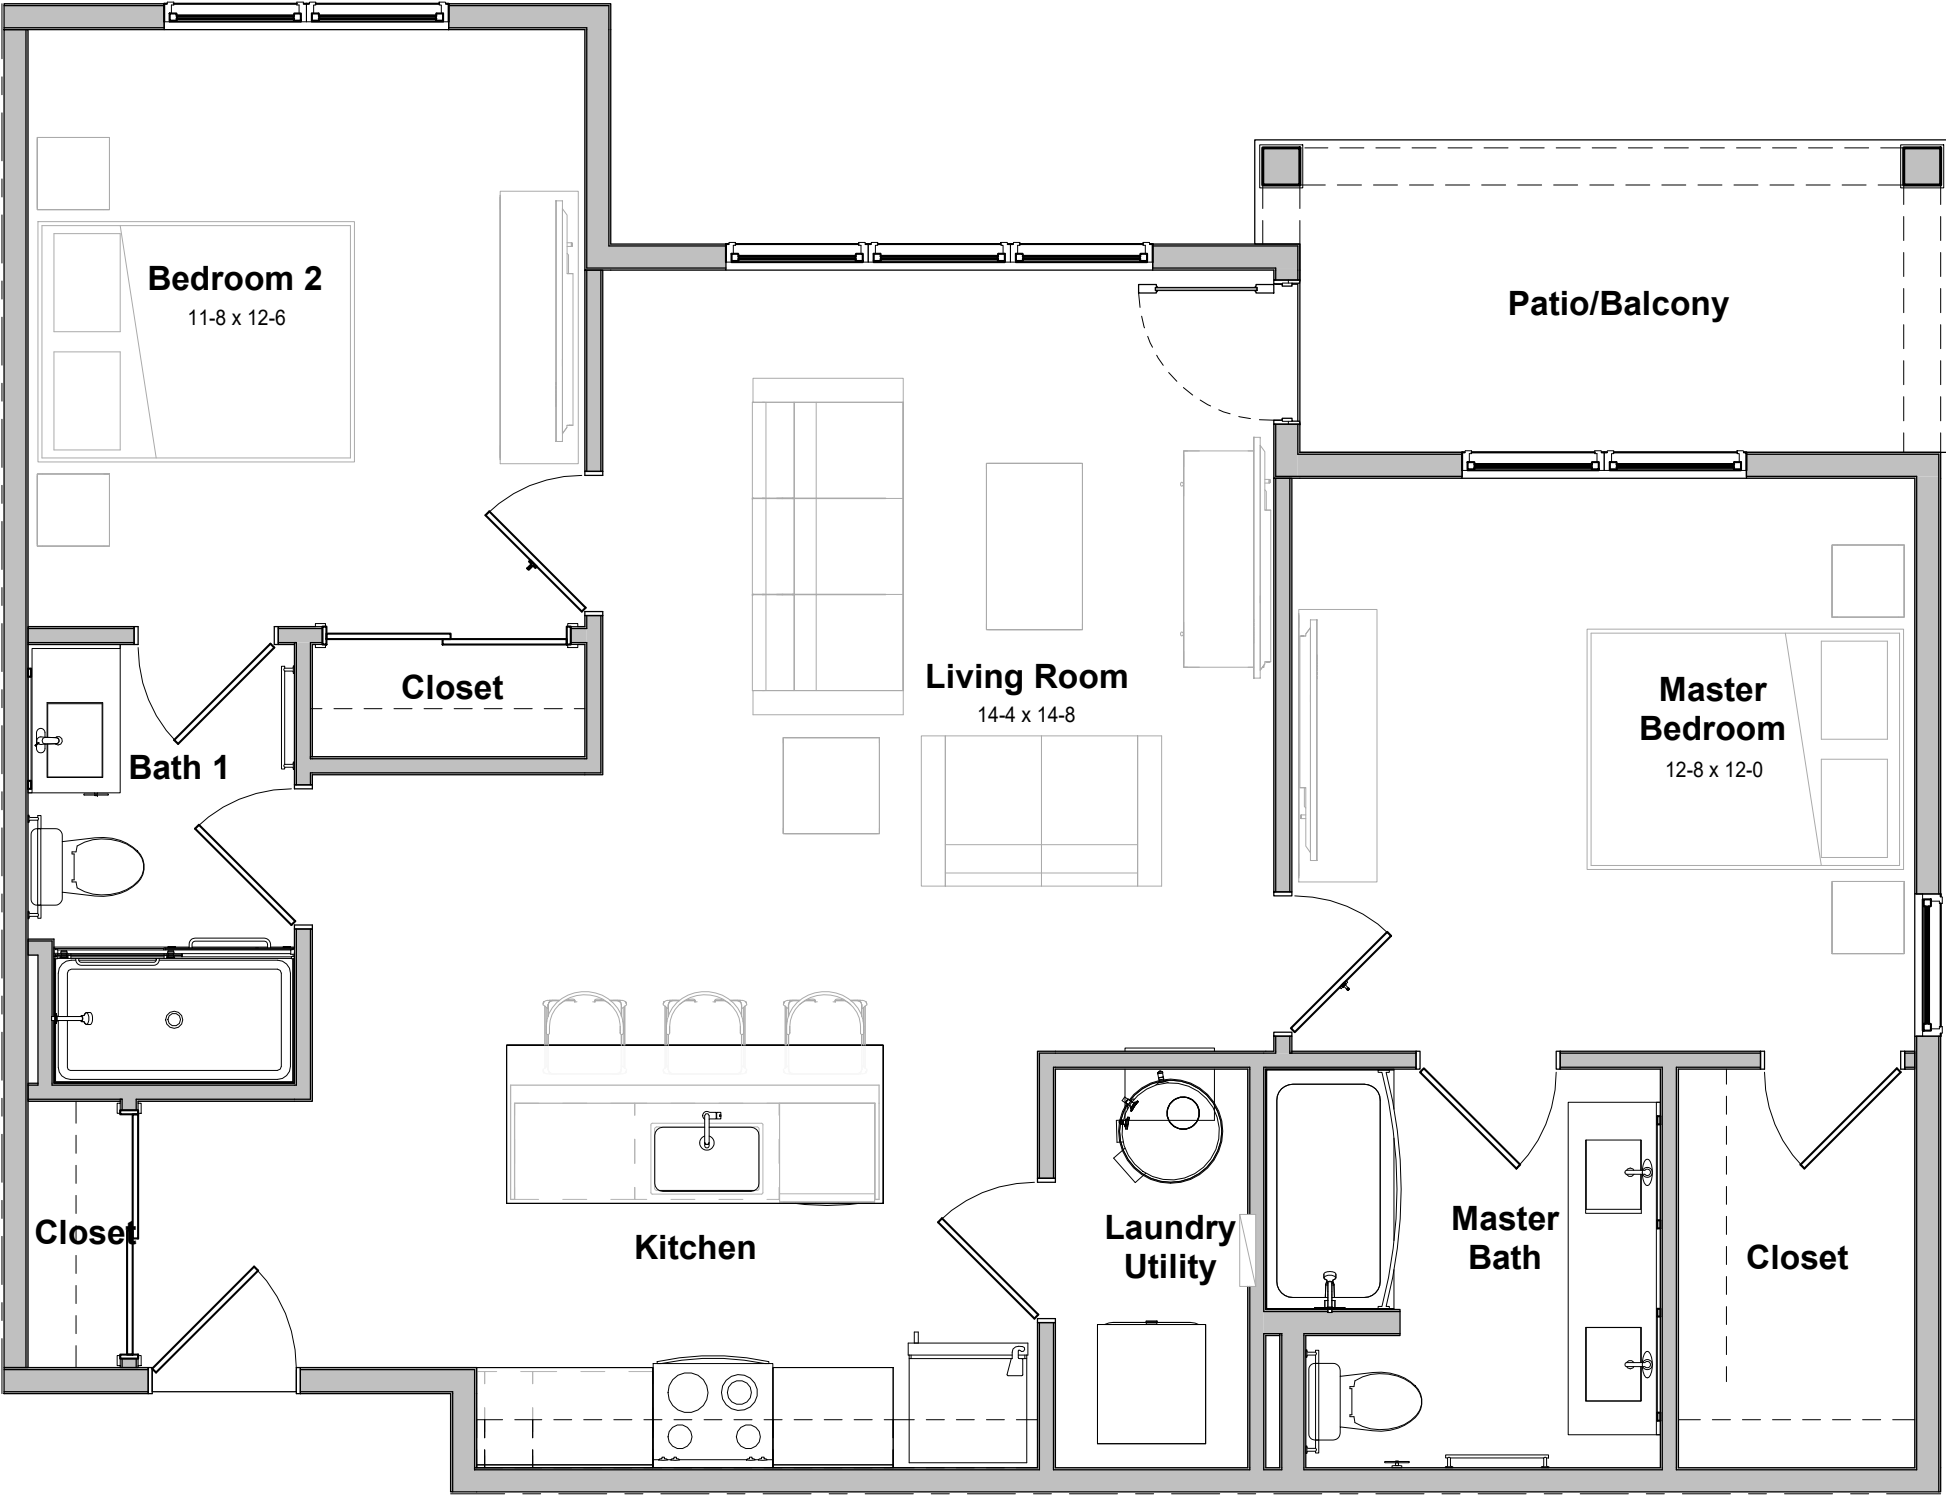 Bedroom 2
11-8 x 12-6
Patio/Balcony
Closet
Living Room
14-4 x 14-8
Master
Bedroom
12-8 x 12-0
Bath 1
Closet
Kitchen
Laundry
Utility
Master
Bath
Closet